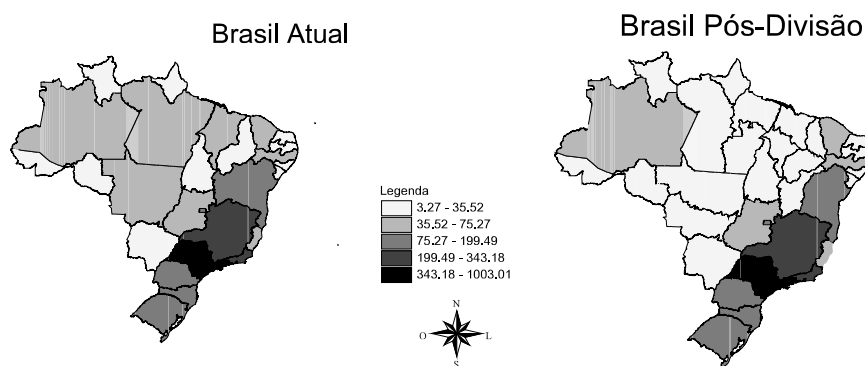 Brasil Atual
Brasil Pós-Divisão
Legenda
3.27 - 35.52
35.52 - 75.27
75.27 - 199.49
199.49 - 343.18
343.18 - 1003.01
N
O
L
S